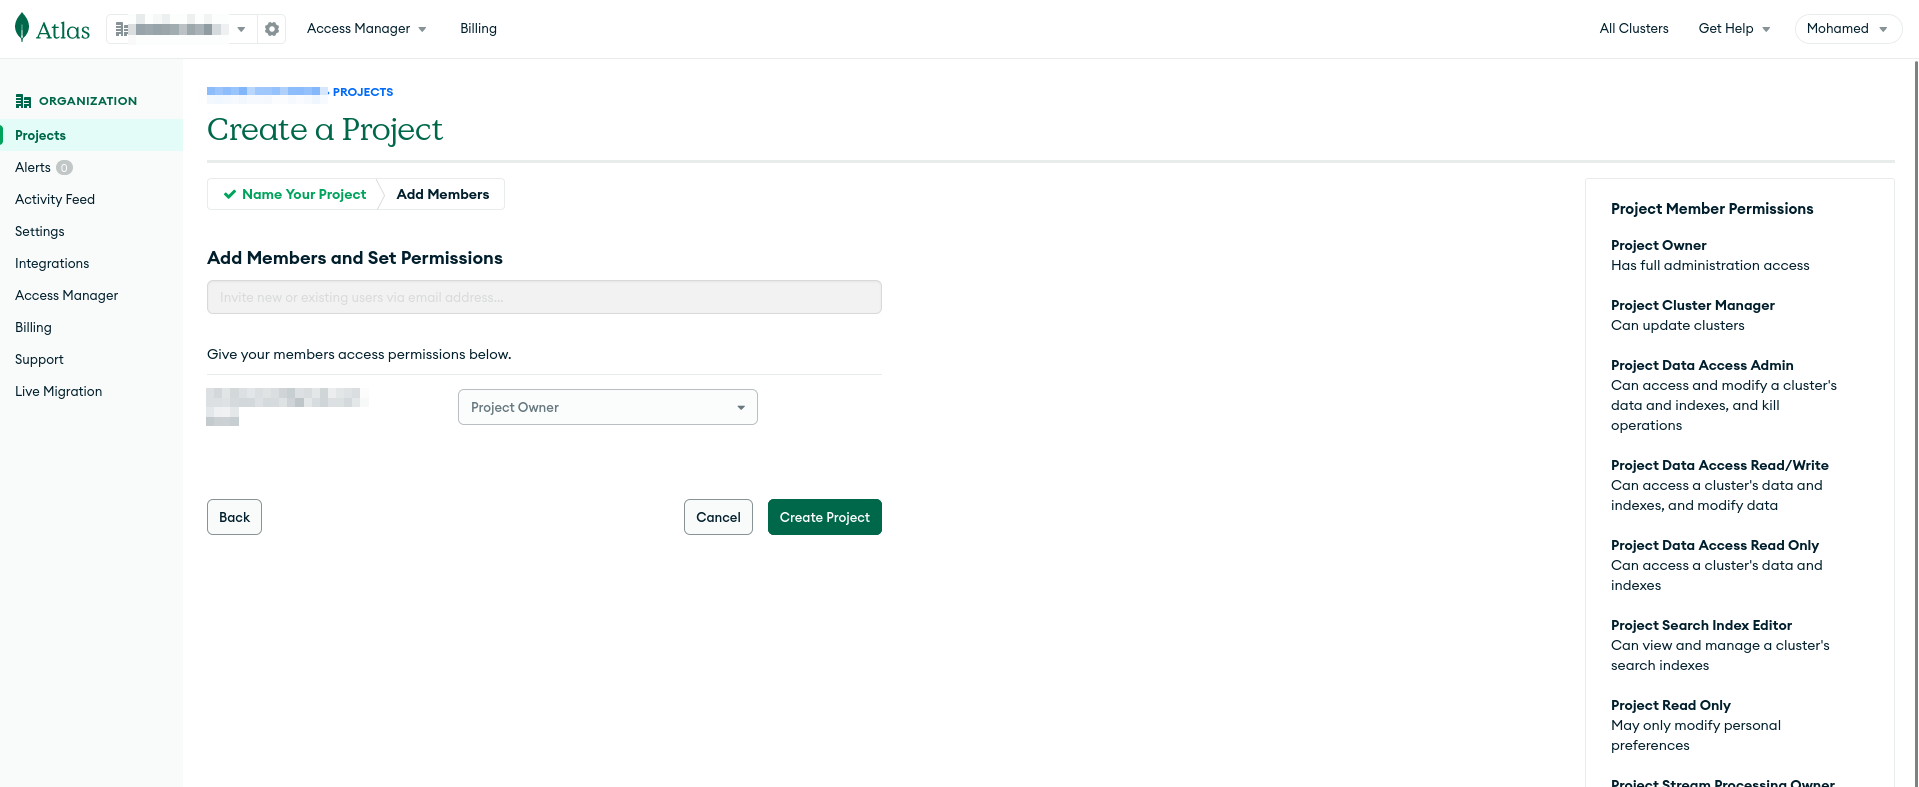 Atlas
Access Manager
Billing
All Clusters
Get Help
Mohamed
ORGANIZATION
Projects
Alerts 0
Activity Feed
Settings
Integrations
Access Manager
Billing
Support
Live Migration
PROJECTS
Create a Project
Name Your Project
Add Members
Add Members and Set Permissions
Invite new or existing users via email address...
Give your members access permissions below.
Project Owner
Back
Cancel
Create Project
Project Member Permissions
Project Owner
Has full administration access
Project Cluster Manager
Can update clusters
Project Data Access Admin
Can access and modify a cluster's
data and indexes, and kill
operations
Project Data Access Read/Write
Can access a cluster's data and
indexes, and modify data
Project Data Access Read Only
Can access a cluster's data and
indexes
Project Search Index Editor
Can view and manage a cluster's
search indexes
Project Read Only
May only modify personal
preferences
Project Stream Processing Owner